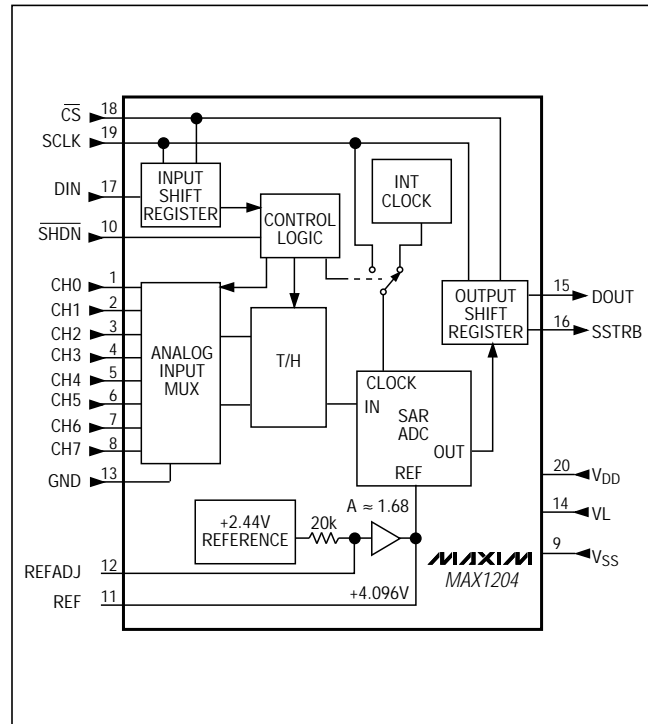 CS 18
SCLK 19
DIN 17
SHDN 10
CH0 1
CH1 2
CH2 3
CH3 4
CH4 5
CH5 6
CH6 7
CH7 8
GND 13
REFADJ 12
REF 11
INPUT
SHIFT
REGISTER
CONTROL
LOGIC
INT
CLOCK
ANALOG
INPUT
MUX
T/H
CLOCK
IN
SAR
ADC
OUT
REF
OUTPUT
SHIFT
REGISTER
15 DOUT
16 SSTRB
20 VDD
14 VL
9 VSS
+2.44V
REFERENCE
20k
A ≈ 1.68
+4.096V
MAXIM
MAX1204